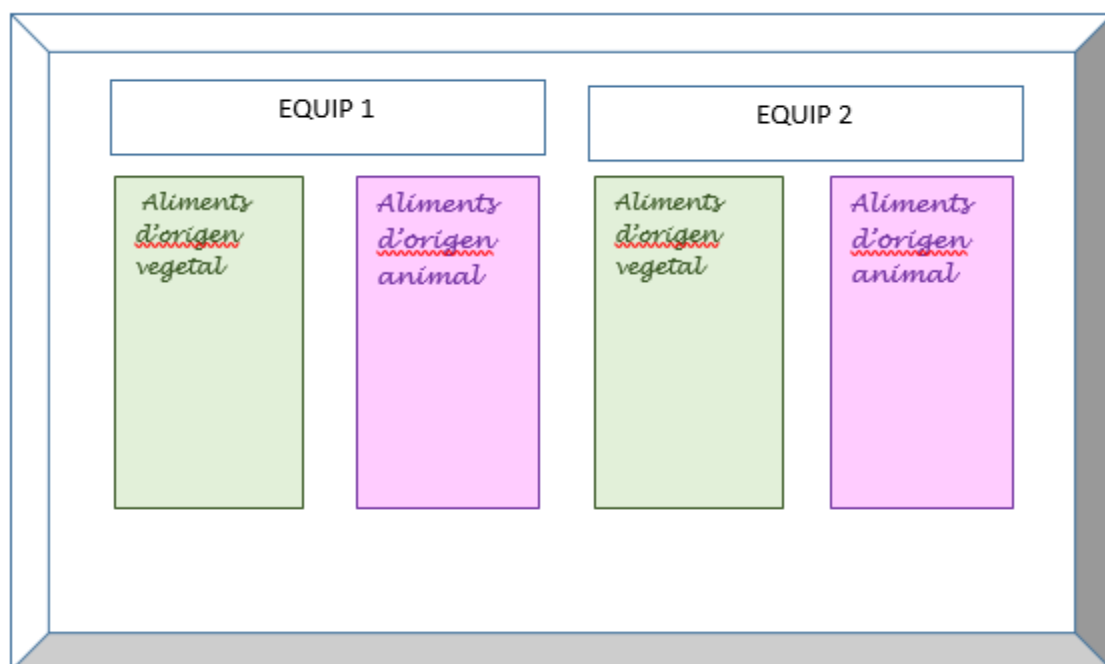 EQUIP 1
Aliments
d'origen
vegetal
Aliments
d'origen
animal
EQUIP 2
Aliments
d'origen
vegetal
Aliments
d'origen
animal